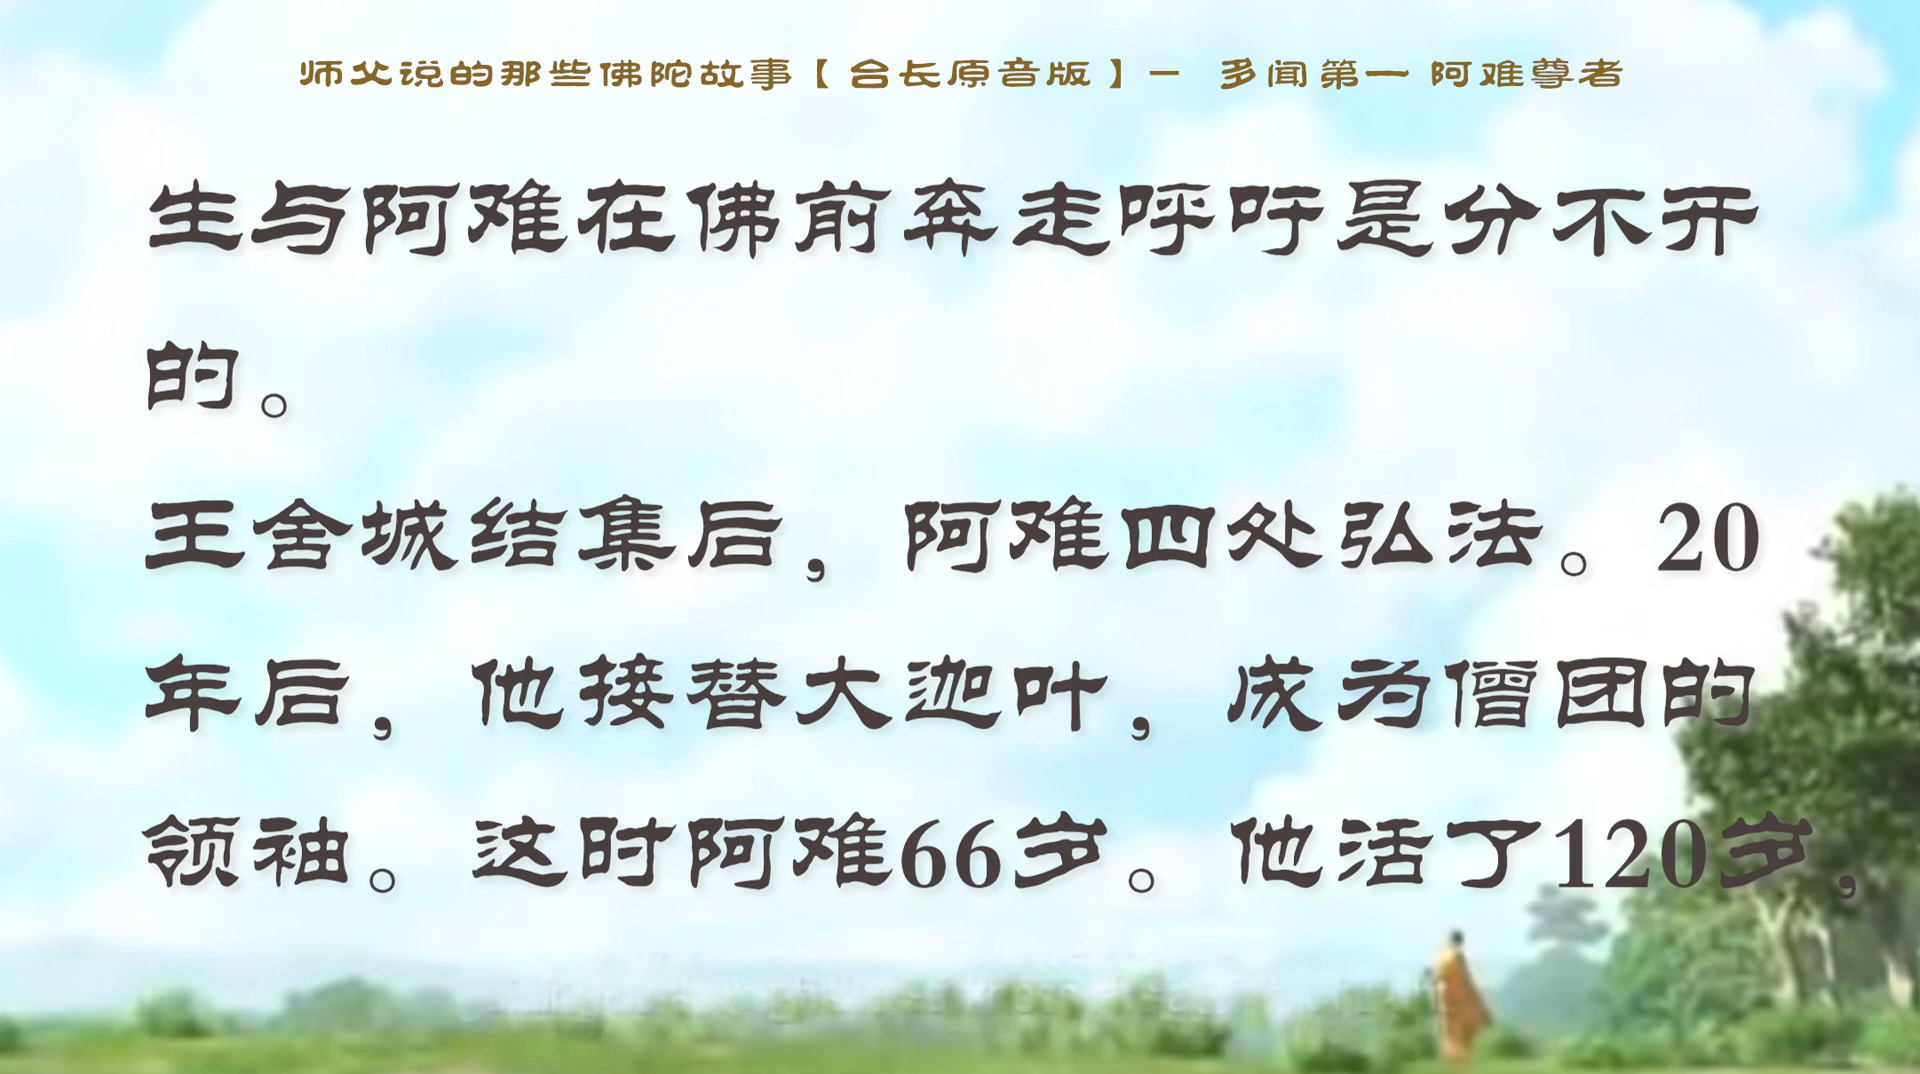 师父说的那些佛陀故事【台长原音版】— 多闻第一 阿难尊者
生与阿难在佛前奔走呼吁是分不开
的。
王舍城结集后，阿难四处弘法。20
年后，他接替大迦叶，成为僧团的
领袖。这时阿难66岁。他活了120岁，